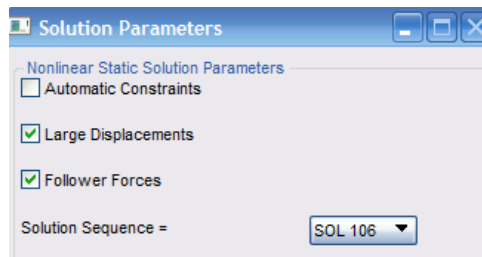 Solution Parameters
Nonlinear Static Solution Parameters
Automatic Constraints
Large Displacements
Follower Forces
Solution Sequence = SOL 106